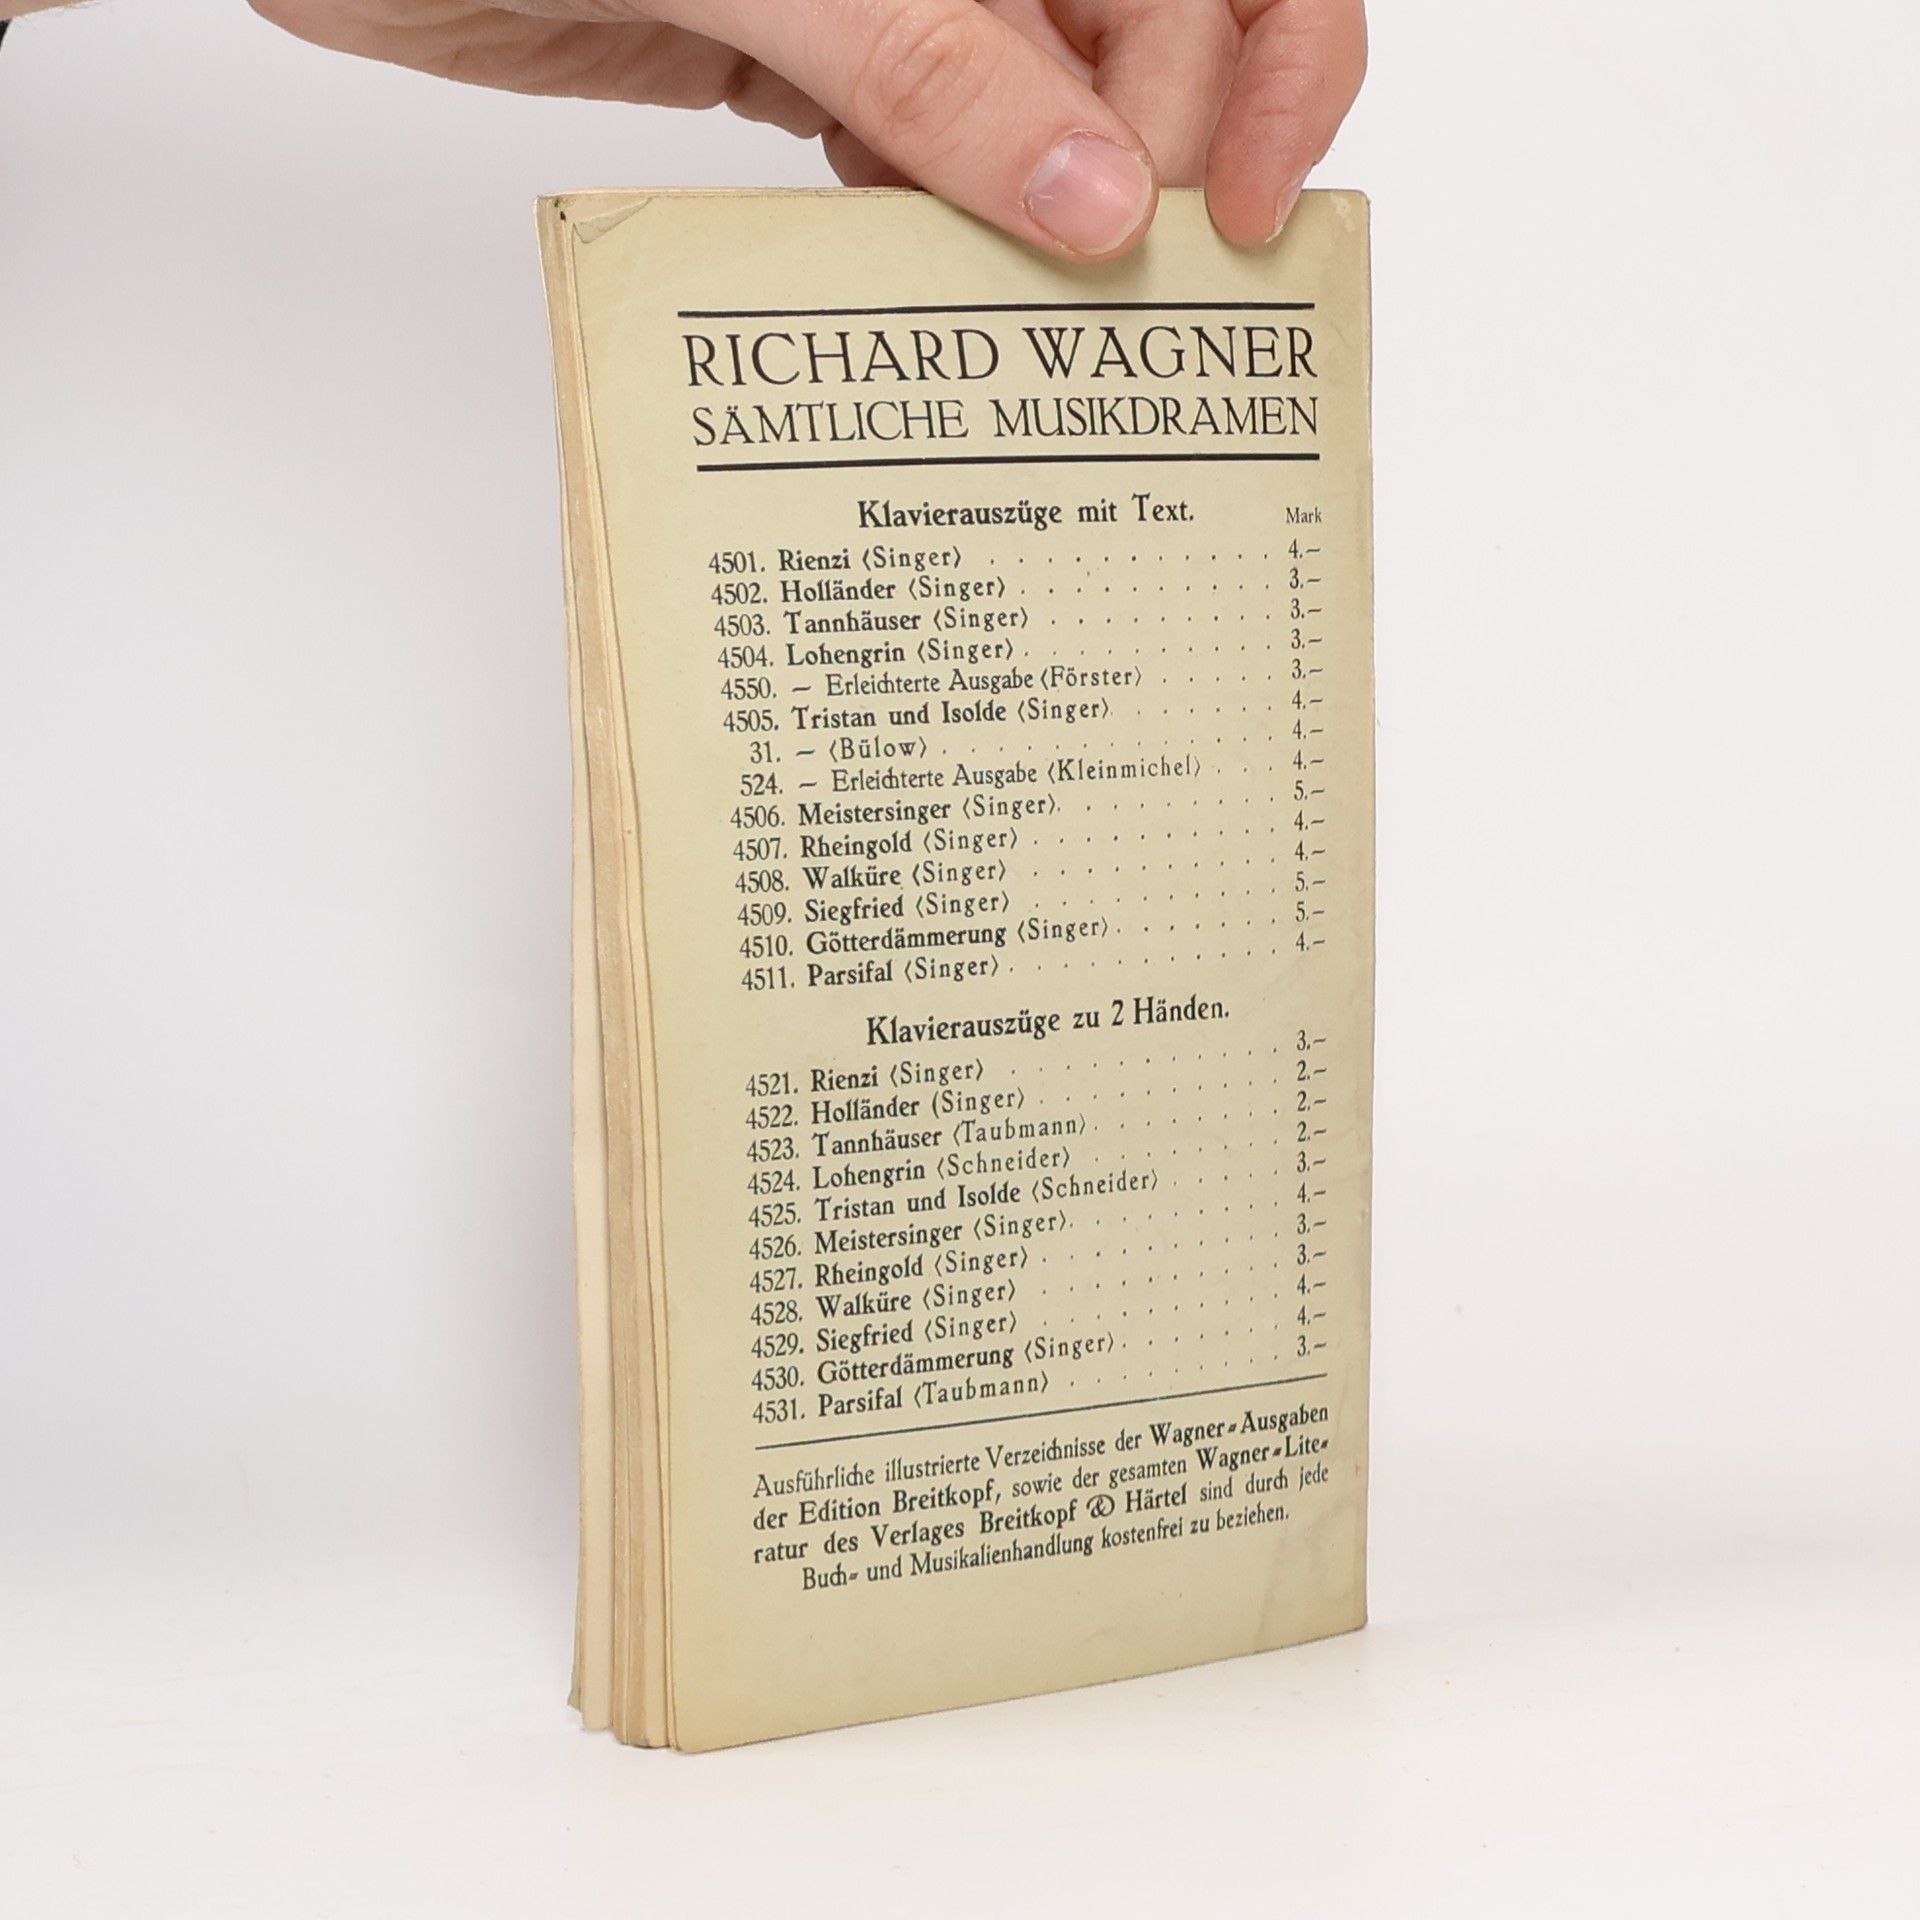 RICHARD WAGNER
SÄMTLICHE MUSIKDRAMEN
Klavierauszüge mit Text. Mark
4501. Rienzi ⟨Singer⟩ . . . . . . . . . . . 4.—
4502. Holländer ⟨Singer⟩ . . . . . . . . . . 3.—
4503. Tannhäuser ⟨Singer⟩ . . . . . . . . . 3.—
4504. Lohengrin ⟨Singer⟩ . . . . . . . . . . 3.—
4550. — Erleichterte Ausgabe ⟨Förster⟩ . . . . . 3.—
4505. Tristan und Isolde ⟨Singer⟩ . . . . . . 4.—
31. — ⟨Bülow⟩ . . . . . . . . . . . . . 4.—
524. — Erleichterte Ausgabe ⟨Kleinmichel⟩ . . . 4.—
4506. Meistersinger ⟨Singer⟩ . . . . . . . . . 5.—
4507. Rheingold ⟨Singer⟩ . . . . . . . . . . 4.—
4508. Walküre ⟨Singer⟩ . . . . . . . . . . 4.—
4509. Siegfried ⟨Singer⟩ . . . . . . . . . . 5.—
4510. Götterdämmerung ⟨Singer⟩ . . . . . . . 5.—
4511. Parsifal ⟨Singer⟩ . . . . . . . . . . . 4.—
Klavierauszüge zu 2 Händen.
4521. Rienzi ⟨Singer⟩ . . . . . . . . . . . 3.—
4522. Holländer (Singer⟩ . . . . . . . . . . 2.—
4523. Tannhäuser ⟨Taubmann⟩ . . . . . . . . 2.—
4524. Lohengrin ⟨Schneider⟩ . . . . . . . . 2.—
4525. Tristan und Isolde ⟨Schneider⟩ . . . . . 3.—
4526. Meistersinger ⟨Singer⟩ . . . . . . . . . 4.—
4527. Rheingold ⟨Singer⟩ . . . . . . . . . . 3.—
4528. Walküre ⟨Singer⟩ . . . . . . . . . . 3.—
4529. Siegfried ⟨Singer⟩ . . . . . . . . . . 4.—
4530. Götterdämmerung ⟨Singer⟩ . . . . . . . 4.—
4531. Parsifal ⟨Taubmann⟩ . . . . . . . . . 3.—
Ausführliche illustrierte Verzeichnisse der Wagner-Ausgaben
der Edition Breitkopf, sowie der gesamten Wagner-Lite-
ratur des Verlages Breitkopf & Härtel sind durch jede
Buch- und Musikalienhandlung kostenfrei zu beziehen.